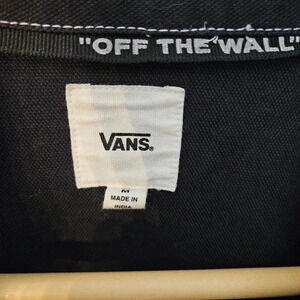 "OFF THE WALL"
VANS®
M
MADE IN
INDIA